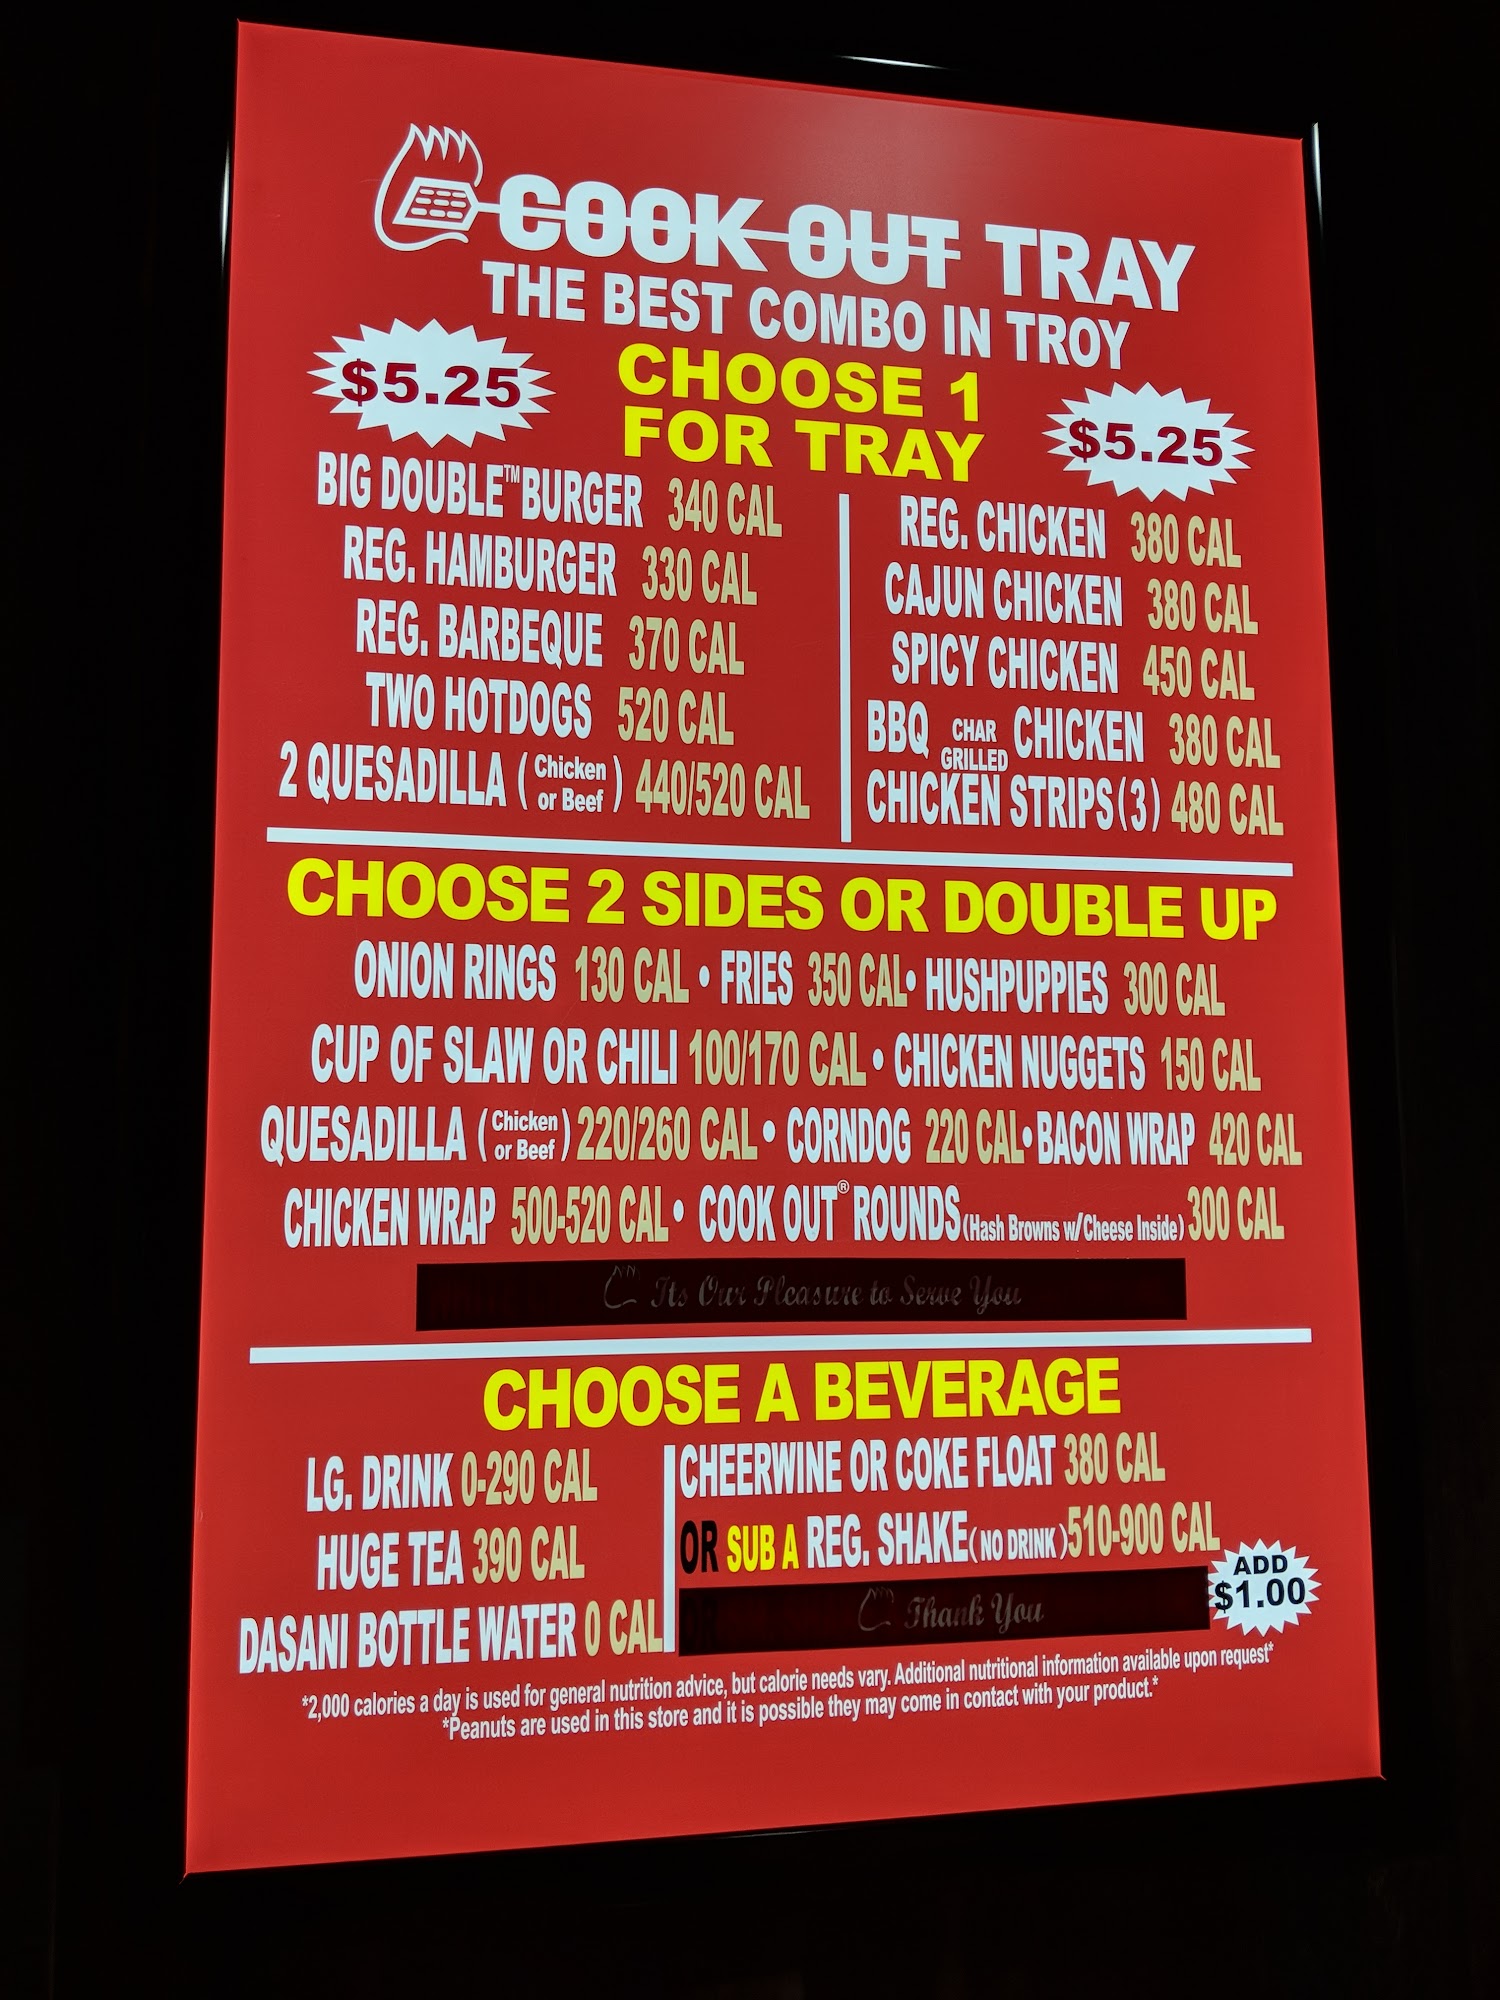 COOK OUT TRAY
THE BEST COMBO IN TROY
$5.25
CHOOSE 1
FOR TRAY
$5.25
BIG DOUBLE™ BURGER 340 CAL
REG. HAMBURGER 330 CAL
REG. BARBEQUE 370 CAL
TWO HOTDOGS 520 CAL
2 QUESADILLA (Chicken or Beef) 440/520 CAL
REG. CHICKEN 380 CAL
CAJUN CHICKEN 380 CAL
SPICY CHICKEN 450 CAL
BBQ CHAR GRILLED CHICKEN 380 CAL
CHICKEN STRIPS (3) 480 CAL
CHOOSE 2 SIDES OR DOUBLE UP
ONION RINGS 130 CAL • FRIES 350 CAL • HUSHPUPPIES 300 CAL
CUP OF SLAW OR CHILI 100/170 CAL • CHICKEN NUGGETS 150 CAL
QUESADILLA (Chicken or Beef) 220/260 CAL • CORNDOG 220 CAL • BACON WRAP 420 CAL
CHICKEN WRAP 500-520 CAL • COOK OUT® ROUNDS (Hash Browns w/Cheese Inside) 300 CAL
Its Our Pleasure to Serve You
CHOOSE A BEVERAGE
LG. DRINK 0-290 CAL
HUGE TEA 390 CAL
DASANI BOTTLE WATER 0 CAL
CHEERWINE OR COKE FLOAT 380 CAL
OR SUB A REG. SHAKE (NO DRINK) 510-900 CAL
ADD
$1.00
OR
Thank You
*2,000 calories a day is used for general nutrition advice, but calorie needs vary. Additional nutritional information available upon request*
*Peanuts are used in this store and it is possible they may come in contact with your product.*